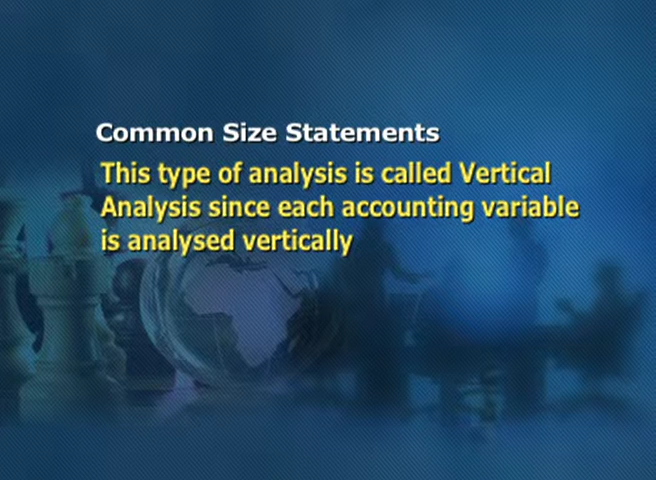 Common Size Statements
This type of analysis is called Vertical
Analysis since each accounting variable
is analysed vertically